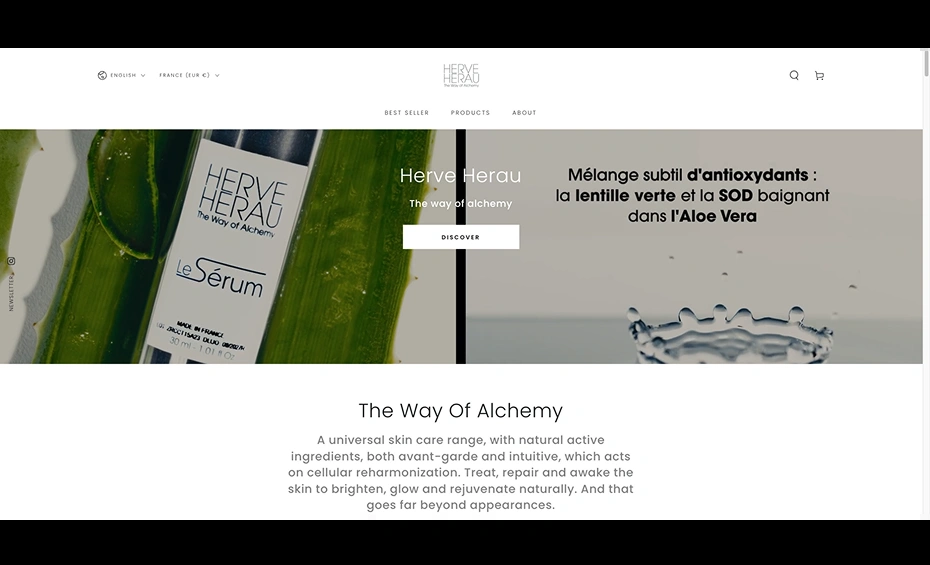 ENGLISH
FRANCE (EUR €)
HERVE
HERAU
The Way of Alchemy
BEST SELLER
PRODUCTS
ABOUT
HERVE
HERAU
The Way of Alchemy
Le Sérum
MADE IN FRANCE
30 ml - 1.01 fl Oz
Herve Herau
The way of alchemy
DISCOVER
Mélange subtil d'antioxydants :
la lentille verte et la SOD baignant
dans l'Aloe Vera
NEWSLETTER
The Way Of Alchemy
A universal skin care range, with natural active
ingredients, both avant-garde and intuitive, which acts
on cellular reharmonization. Treat, repair and awake the
skin to brighten, glow and rejuvenate naturally. And that
goes far beyond appearances.